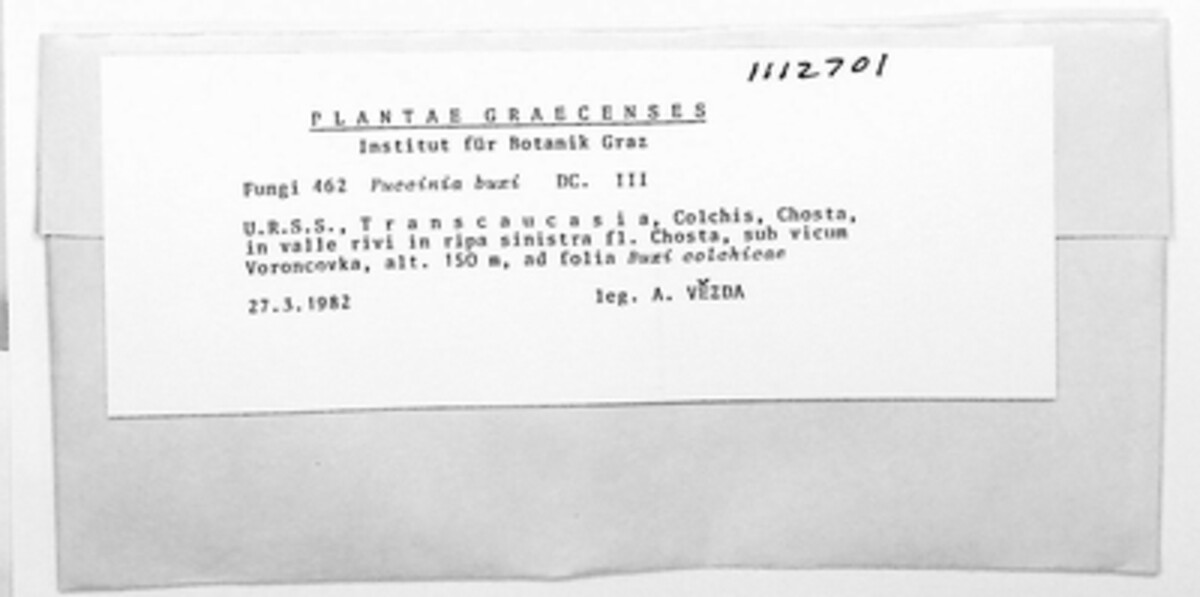 1112701
PLANTAE GRAECENSES
Institut für Botanik Graz
Fungi 462 Puccinia buxi DC. III
U.R.S.S., Transcaucasia, Colchis, Chosta,
in valle rivi in ripa sinistra fl. Chosta, sub vicum
Voroncovka, alt. 150 m, ad folia Buxi colchicae
27.3.1982 leg. A. VĚZDA